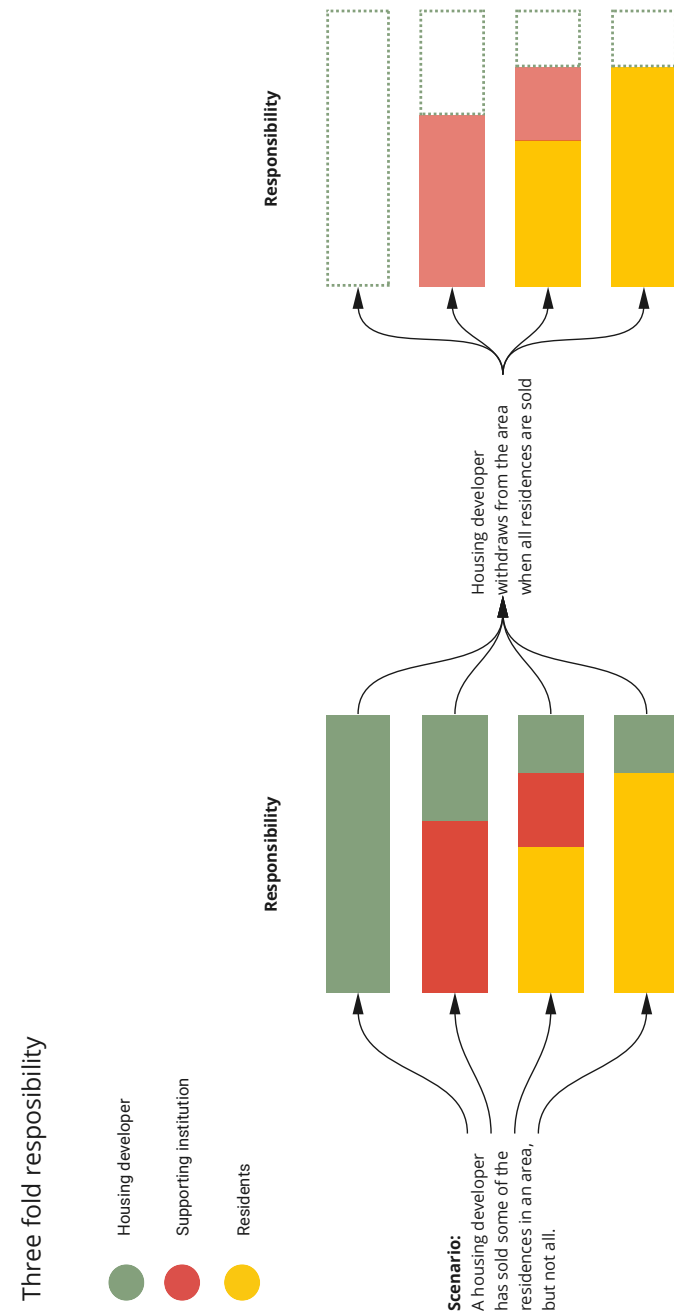 Three fold resposibility
Housing developer
Supporting institution
Residents
Scenario:
A housing developer
has sold some of the
residences in an area,
but not all.
Responsibility
Housing developer
withdraws from the area
when all residences are sold
Responsibility